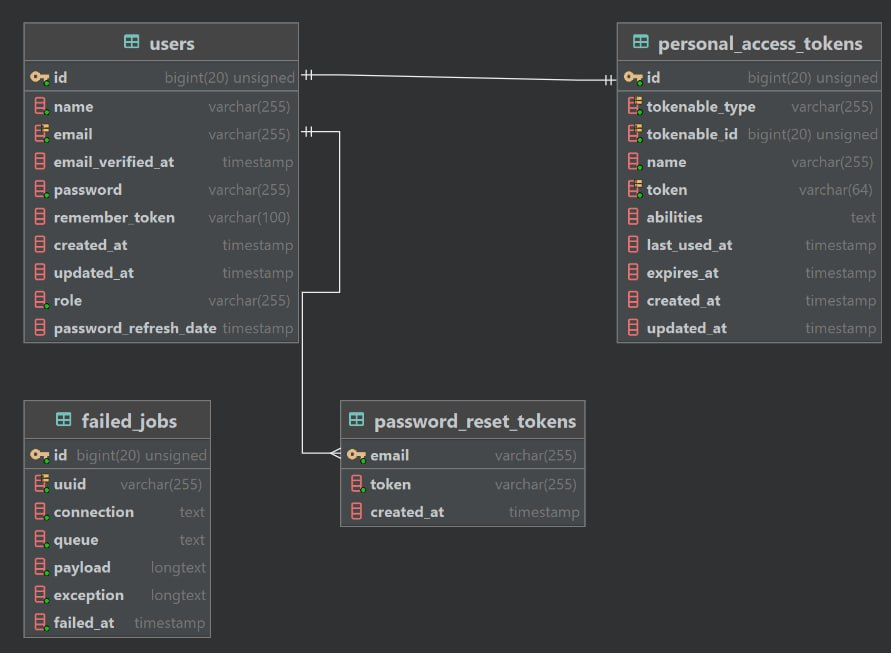 users
id bigint(20) unsigned
name varchar(255)
email varchar(255)
email_verified_at timestamp
password varchar(255)
remember_token varchar(100)
created_at timestamp
updated_at timestamp
role varchar(255)
password_refresh_date timestamp
personal_access_tokens
id bigint(20) unsigned
tokenable_type varchar(255)
tokenable_id bigint(20) unsigned
name varchar(255)
token varchar(64)
abilities text
last_used_at timestamp
expires_at timestamp
created_at timestamp
updated_at timestamp
failed_jobs
id bigint(20) unsigned
uuid varchar(255)
connection text
queue text
payload longtext
exception longtext
failed_at timestamp
password_reset_tokens
email varchar(255)
token varchar(255)
created_at timestamp